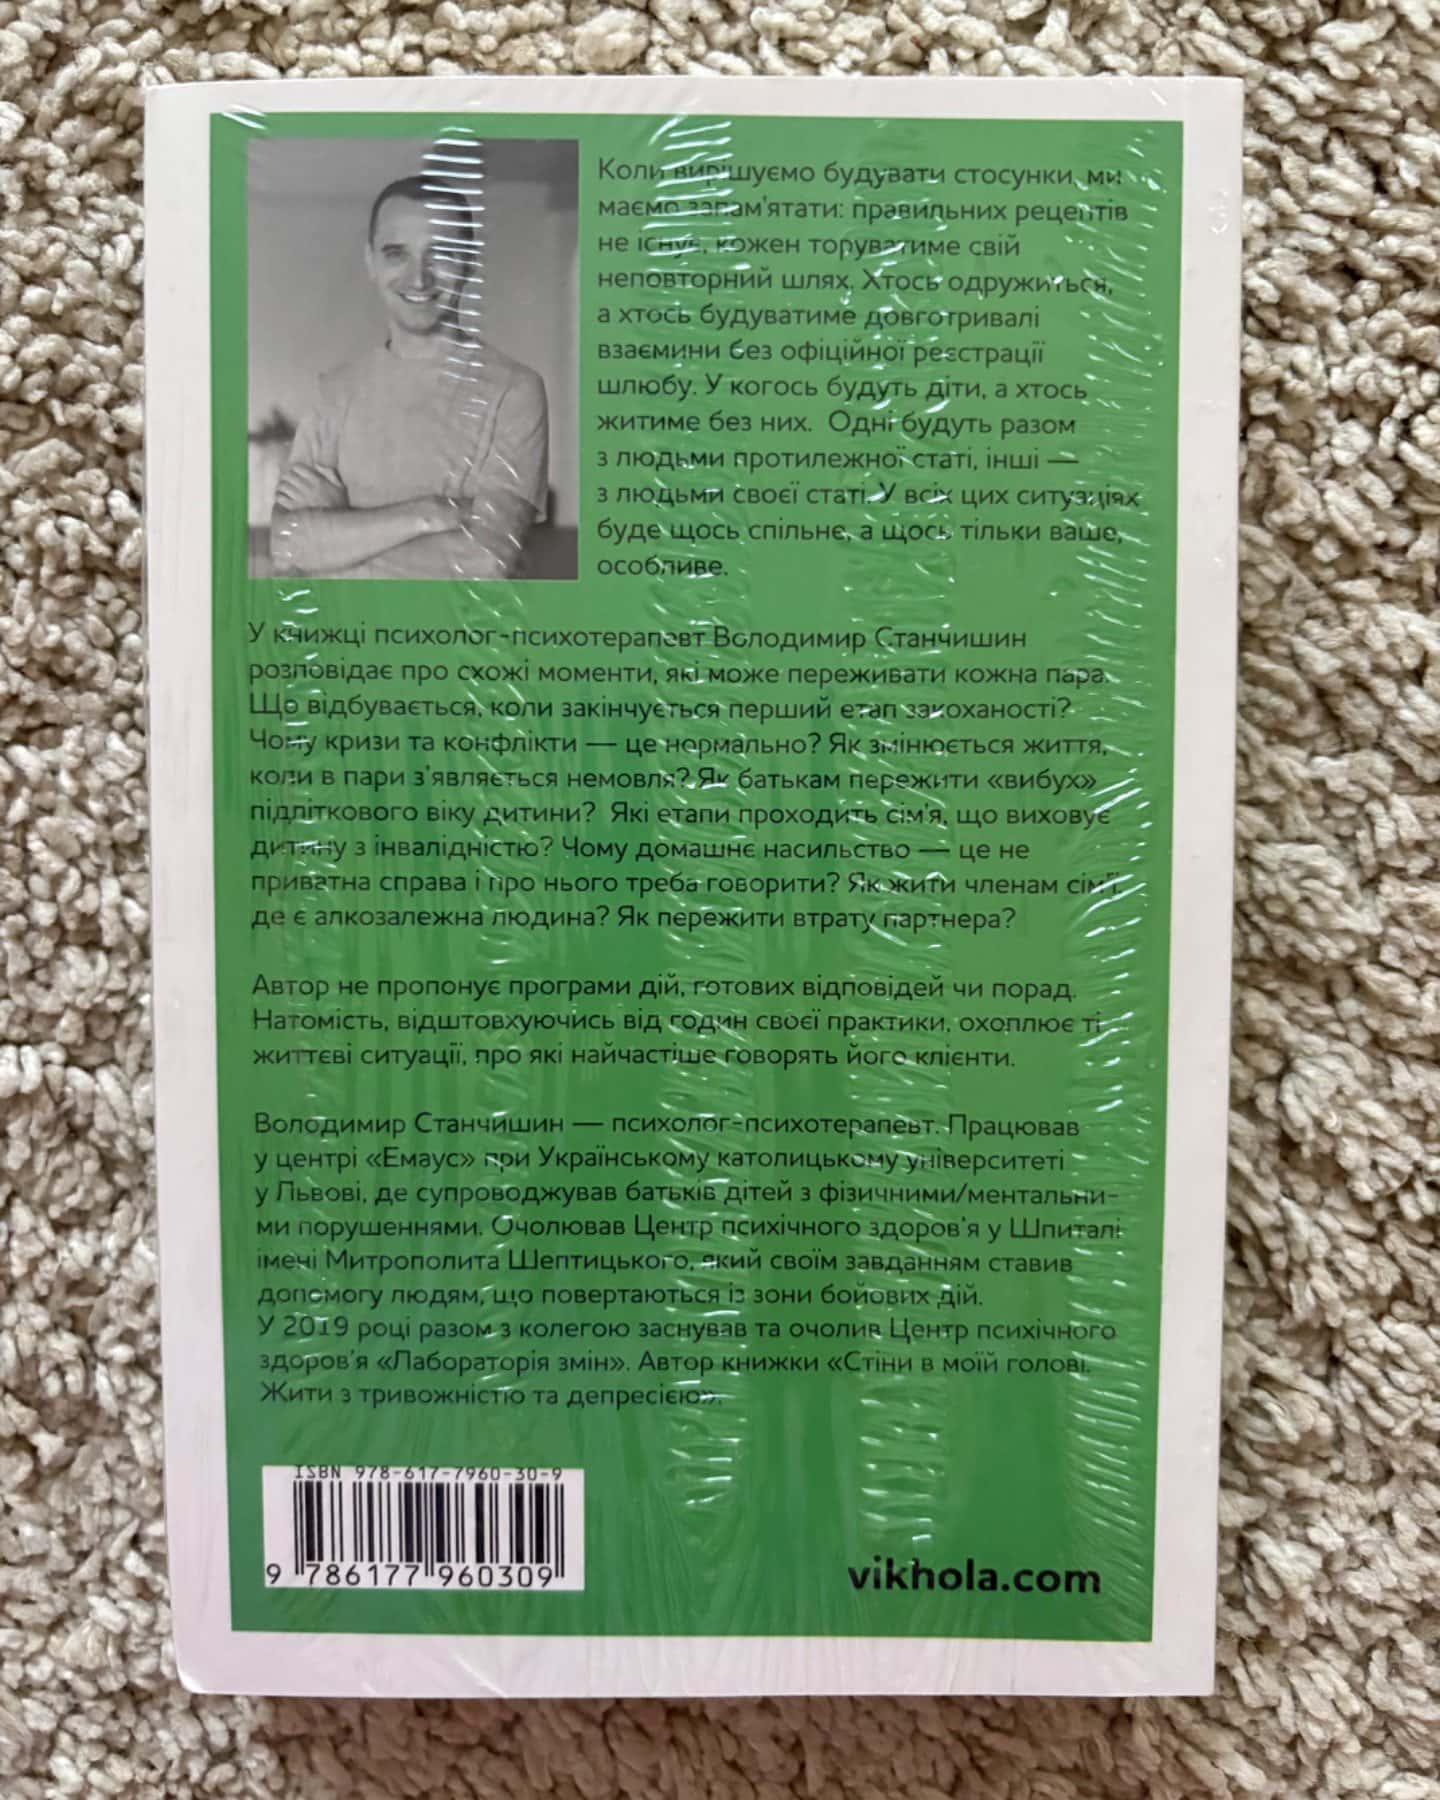 Коли вирішуємо будувати стосунки, ми
маємо запам'ятати: правильних рецептів
не існує, кожен торуватиме свій
неповторний шлях. Хтось одружиться,
а хтось будуватиме довготривалі
взаємини без офіційної реєстрації
шлюбу. У когось будуть діти, а хтось
житиме без них. Одні будуть разом
з людьми протилежної статі, інші —
з людьми своєї статі. У всіх цих ситуаціях
буде щось спільне, а щось тільки ваше,
особливе.
У книжці психолог-психотерапевт Володимир Станчишин
розповідає про схожі моменти, які може переживати кожна пара.
Що відбувається, коли закінчується перший етап закоханості?
Чому кризи та конфлікти — це нормально? Як змінюється життя,
коли в пари з'являється немовля? Як батькам пережити «вибух»
підліткового віку дитини? Які етапи проходить сім'я, що виховує
дитину з інвалідністю? Чому домашнє насильство — це не
приватна справа і про нього треба говорити? Як жити членам сім'ї,
де є алкозалежна людина? Як пережити втрату партнера?
Автор не пропонує програми дій, готових відповідей чи порад.
Натомість, відштовхуючись від годин своєї практики, охоплює ті
життєві ситуації, про які найчастіше говорять його клієнти.
Володимир Станчишин — психолог-психотерапевт. Працював
у центрі «Емаус» при Українському католицькому університеті
у Львові, де супроводжував батьків дітей з фізичними/ментальни-
ми порушеннями. Очолював Центр психічного здоров'я у Шпиталі
імені Митрополита Шептицького, який своїм завданням ставив
допомогу людям, що повертаються із зони бойових дій.
У 2019 році разом з колегою заснував та очолив Центр психічного
здоров'я «Лабораторія змін». Автор книжки «Стіни в моїй голові.
Жити з тривожністю та депресією».
ISBN 978-617-7960-30-9
9 786177 960309
vikhola.com